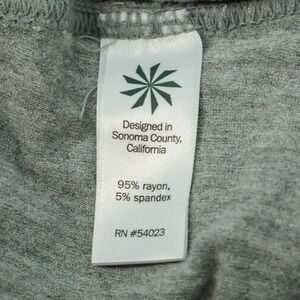 Designed in
Sonoma County,
California
95% rayon,
5% spandex
RN #54023